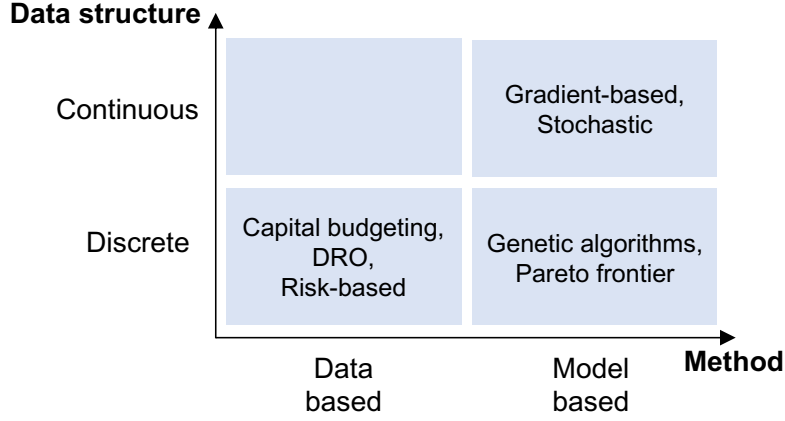 Data structure
Continuous
Gradient-based,
Stochastic
Discrete
Capital budgeting,
DRO,
Risk-based
Genetic algorithms,
Pareto frontier
Data
based
Model
based
Method